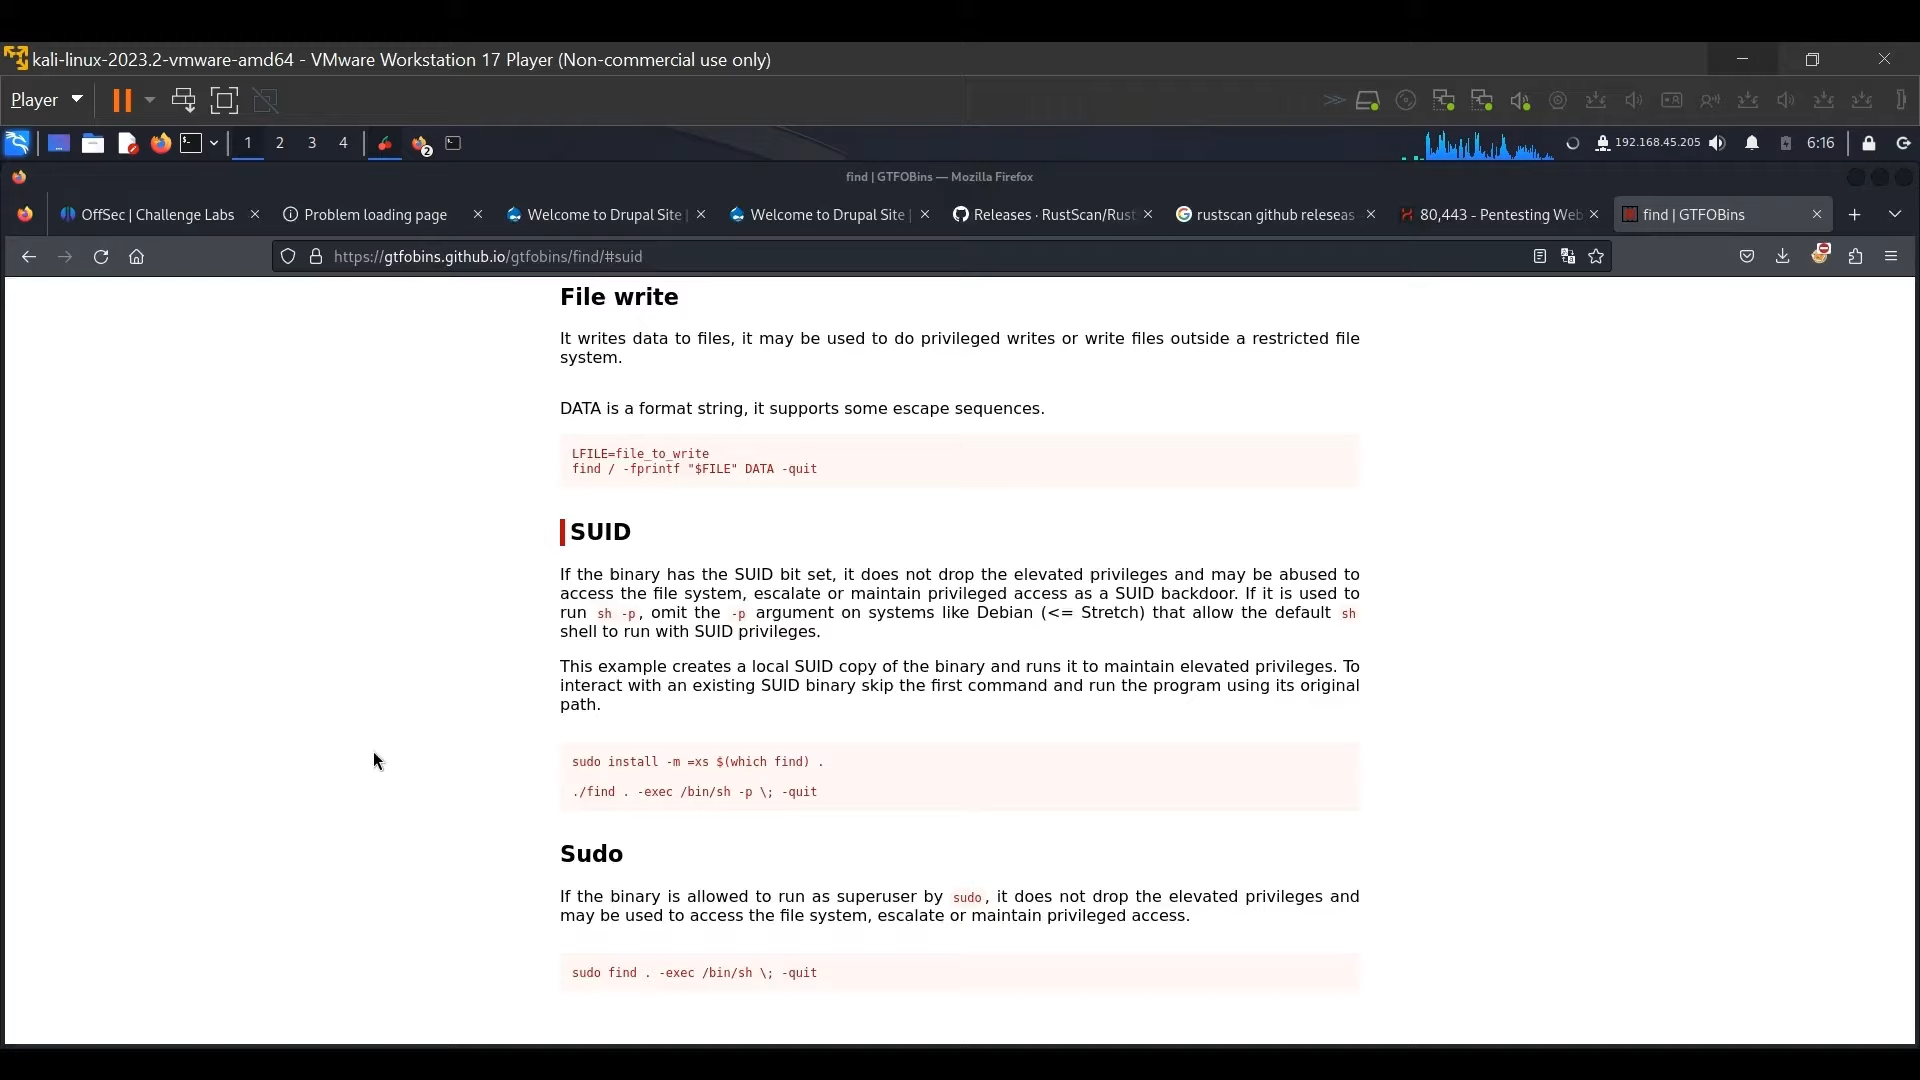 kali-linux-2023.2-vmware-amd64 - VMware Workstation 17 Player (Non-commercial use only)
Player
1 2 3 4
192.168.45.205
6:16
find | GTFOBins — Mozilla Firefox
OffSec | Challenge Labs
Problem loading page
Welcome to Drupal Site |
Welcome to Drupal Site |
Releases · RustScan/Rust
rustscan github releseas
80,443 - Pentesting Web
find | GTFOBins
https://gtfobins.github.io/gtfobins/find/#suid
File write
It writes data to files, it may be used to do privileged writes or write files outside a restricted file
system.
DATA is a format string, it supports some escape sequences.
LFILE=file_to_write
find / -fprintf "$FILE" DATA -quit
SUID
If the binary has the SUID bit set, it does not drop the elevated privileges and may be abused to
access the file system, escalate or maintain privileged access as a SUID backdoor. If it is used to
run sh -p, omit the -p argument on systems like Debian (<= Stretch) that allow the default sh
shell to run with SUID privileges.
This example creates a local SUID copy of the binary and runs it to maintain elevated privileges. To
interact with an existing SUID binary skip the first command and run the program using its original
path.
sudo install -m =xs $(which find) .
./find . -exec /bin/sh -p \; -quit
Sudo
If the binary is allowed to run as superuser by sudo, it does not drop the elevated privileges and
may be used to access the file system, escalate or maintain privileged access.
sudo find . -exec /bin/sh \; -quit